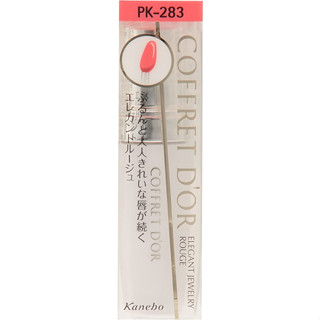 PK-283
COFFRET D'OR
ELEGANT JEWELRY
ROUGE
ぷるんと大人きれいな唇が続く
エレガントルージュ
COFFRET D'OR
Kanebo